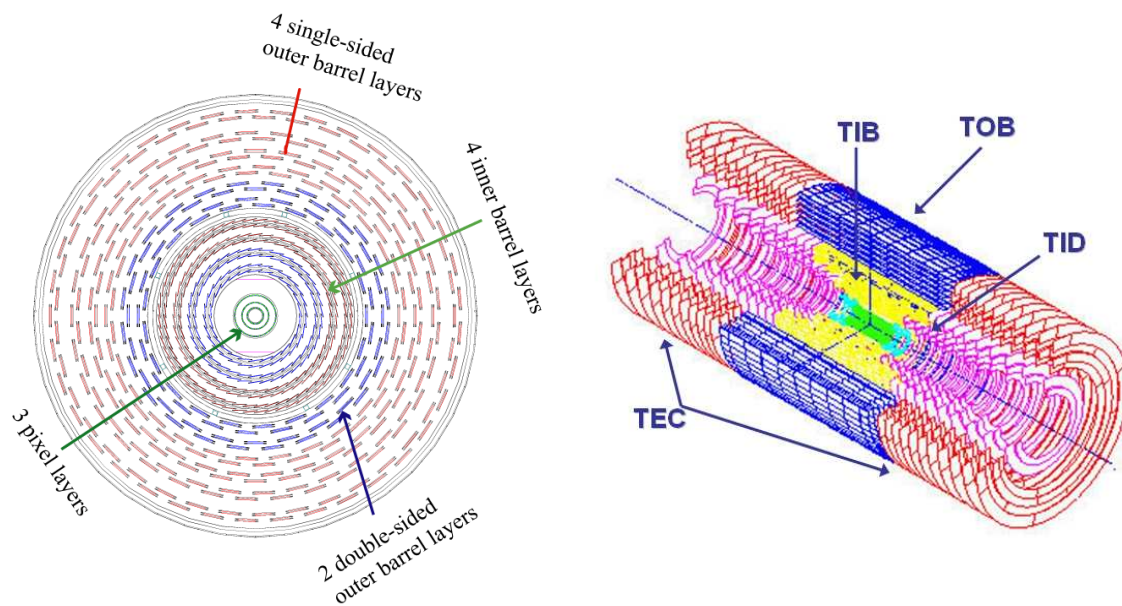 4 single-sided
outer barrel layers
4 inner barrel layers
3 pixel layers
2 double-sided
outer barrel layers
TIB
TOB
TID
TEC